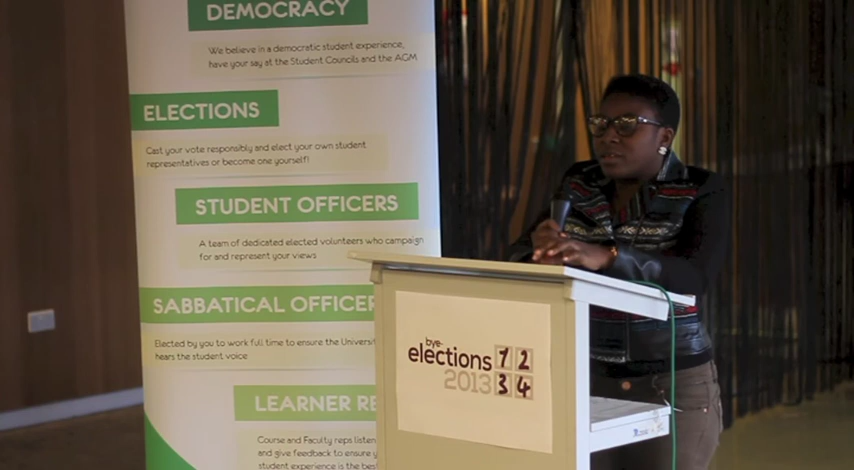 DEMOCRACY
We believe in a democratic student experience,
have your say at the Student Councils and the AGM
ELECTIONS
Cast your vote responsibly and elect your own student
representatives or become one yourself!
STUDENT OFFICERS
A team of dedicated elected volunteers who campaign
for and represent your views
SABBATICAL OFFICER
Elected by you to work full time to ensure the Universit
hears the student voice
LEARNER RE
Course and Faculty reps listen
and give feedback to ensure y
student experience is the best
bye-
elections 1 2
2013 3 4